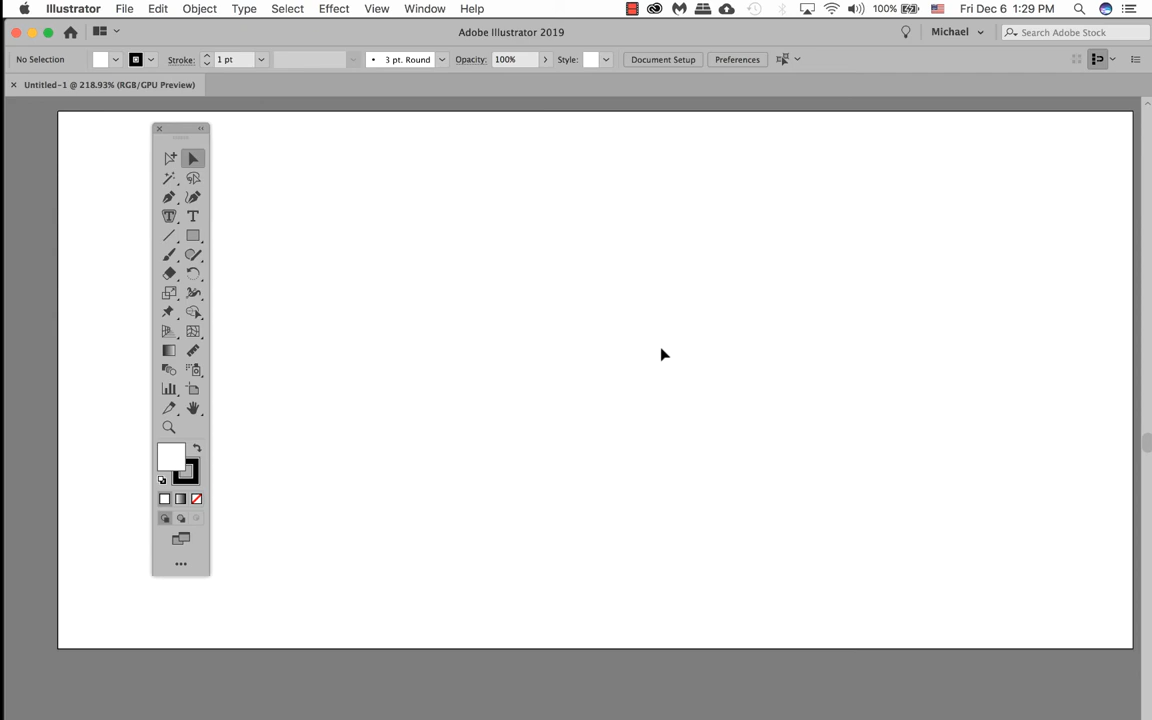 Illustrator File Edit Object Type Select Effect View Window Help 100% Fri Dec 6 1:29 PM
Adobe Illustrator 2019 Michael Search Adobe Stock
No Selection Stroke: 1 pt 3 pt. Round Opacity: 100% Style: Document Setup Preferences
Untitled-1 @ 218.93% (RGB/GPU Preview)